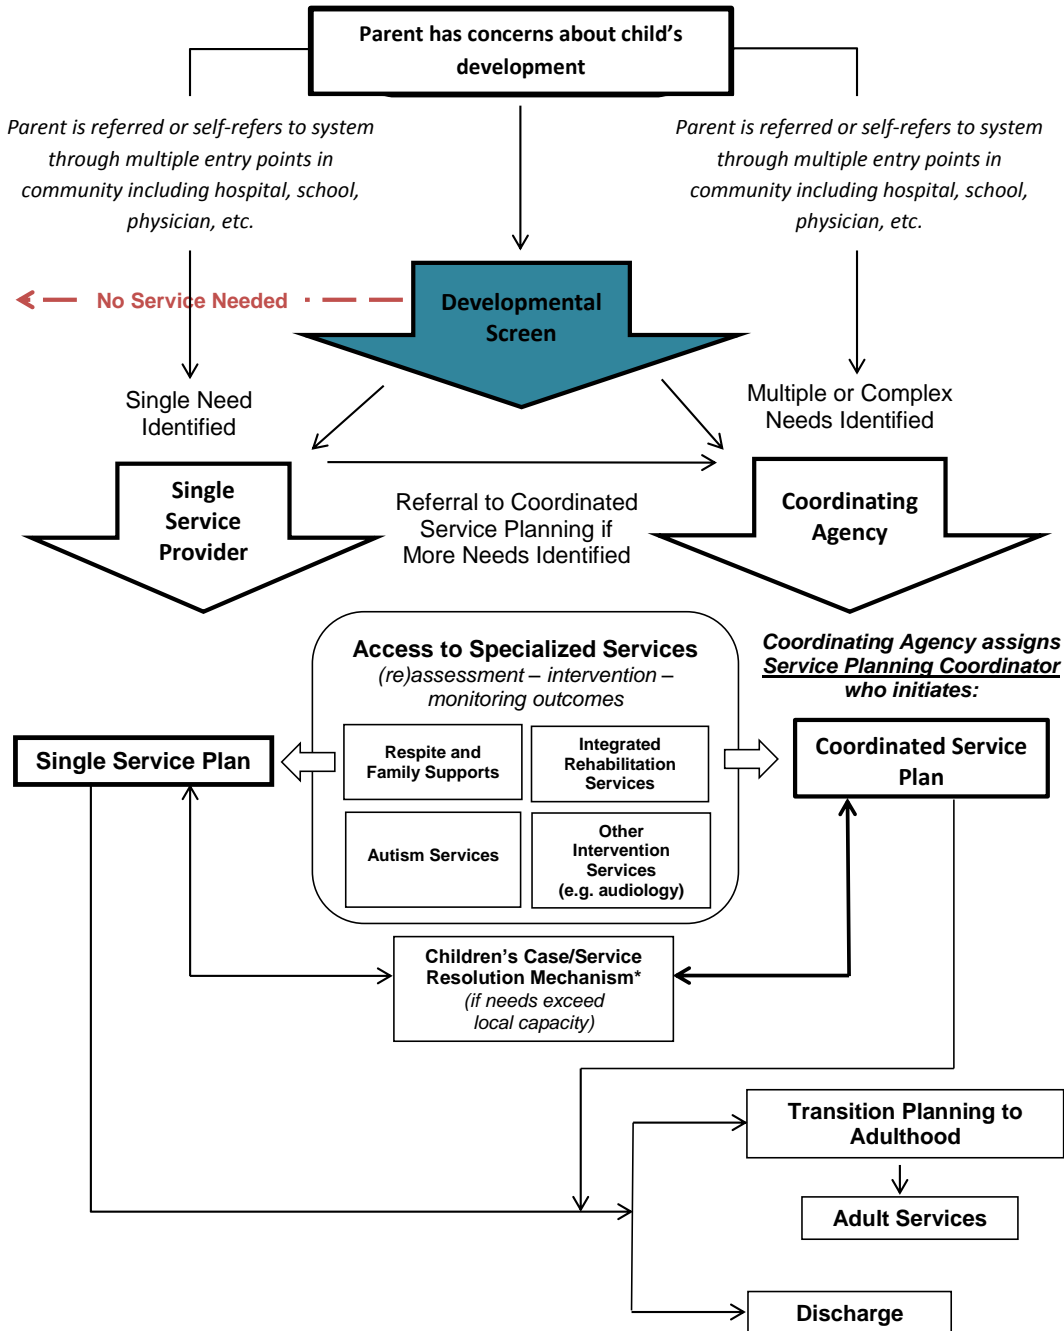 Parent has concerns about child’s
development
Parent is referred or self-refers to system
through multiple entry points in
community including hospital, school,
physician, etc.
Parent is referred or self-refers to system
through multiple entry points in
community including hospital, school,
physician, etc.
No Service Needed
Developmental
Screen
Single Need
Identified
Multiple or Complex
Needs Identified
Single
Service
Provider
Referral to Coordinated
Service Planning if
More Needs Identified
Coordinating
Agency
Access to Specialized Services
(re)assessment – intervention –
monitoring outcomes
Coordinating Agency assigns
Service Planning Coordinator
who initiates:
Single Service Plan
Respite and
Family Supports
Integrated
Rehabilitation
Services
Autism Services
Other
Intervention
Services
(e.g. audiology)
Coordinated Service
Plan
Children’s Case/Service
Resolution Mechanism*
(if needs exceed
local capacity)
Transition Planning to
Adulthood
Adult Services
Discharge